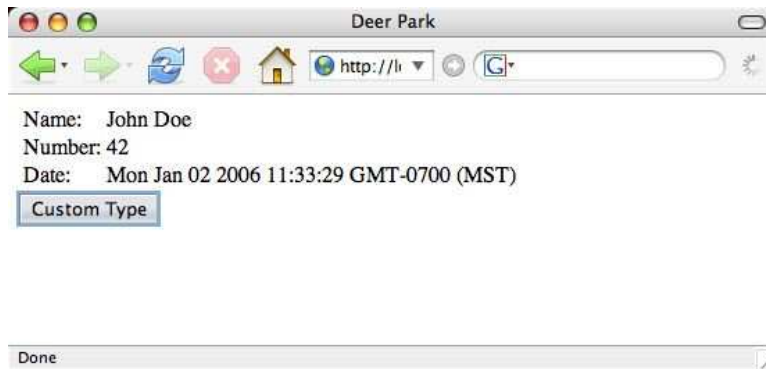 Deer Park
http://l
G
Name: John Doe
Number: 42
Date: Mon Jan 02 2006 11:33:29 GMT-0700 (MST)
Custom Type
Done